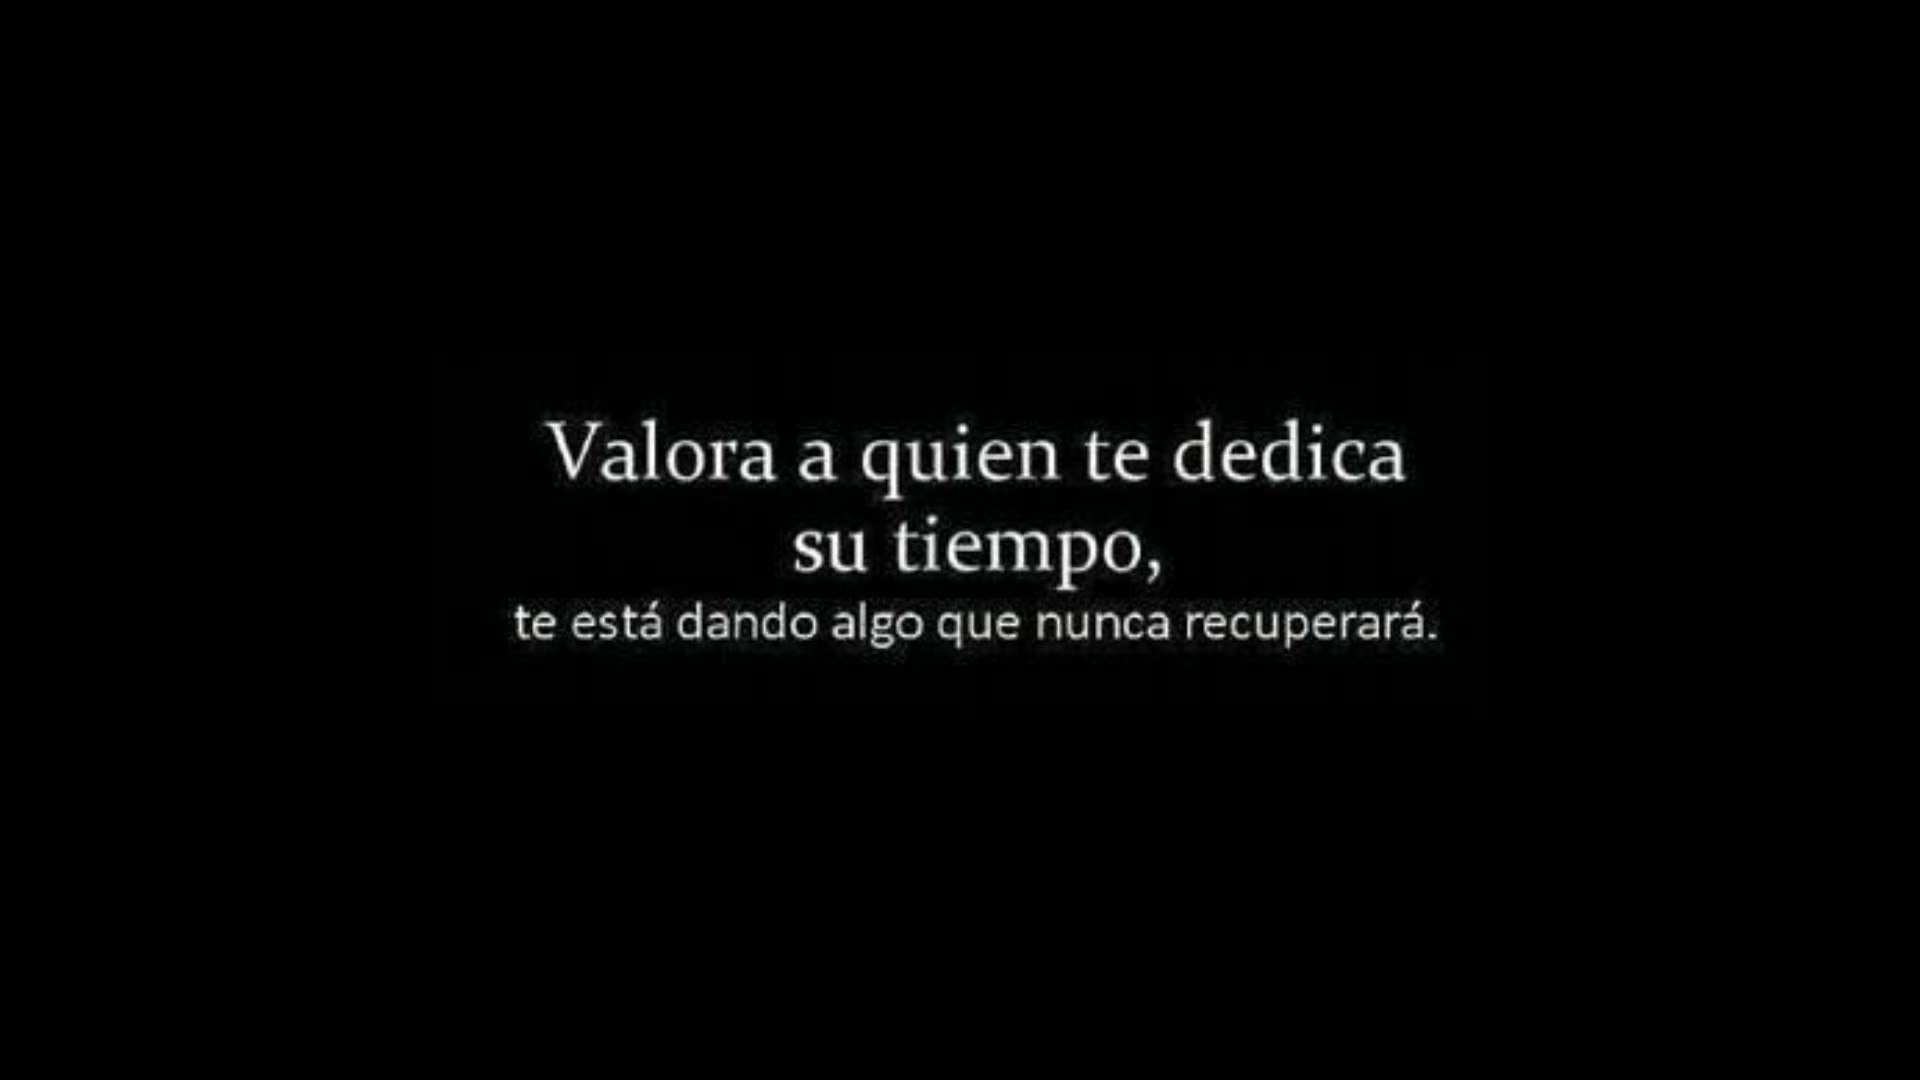 Valora a quien te dedica
su tiempo,
te está dando algo que nunca recuperará.